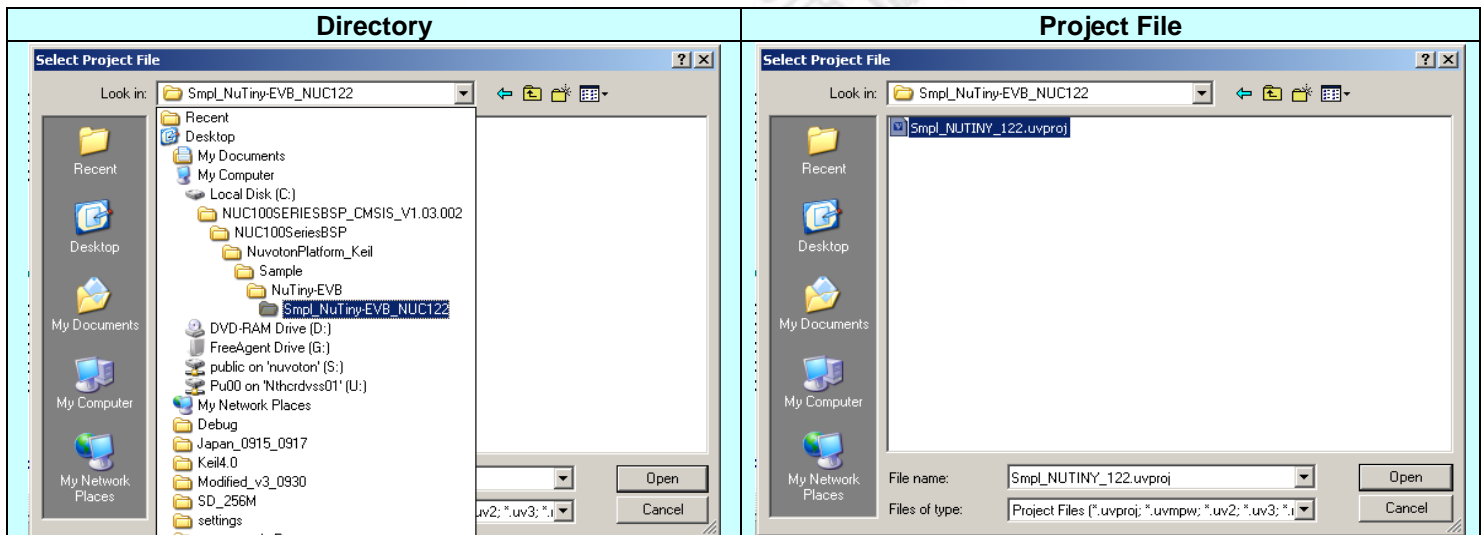 Directory
Project File
Select Project File
Look in: Smpl_NuTiny-EVB_NUC122
Recent
Desktop
My Documents
My Computer
Local Disk (C:)
NUC100SERIESBSP_CMSIS_V1.03.002
NUC100SeriesBSP
NuvotonPlatform_Keil
Sample
NuTiny-EVB
Smpl_NuTiny-EVB_NUC122
DVD-RAM Drive (D:)
FreeAgent Drive (G:)
public on 'nuvoton' (S:)
Pu00 on 'Nthcrdvss01' (U:)
My Network Places
Debug
Japan_0915_0917
Keil4.0
Modified_v3_0930
SD_256M
settings
Recent
Desktop
My Documents
My Computer
My Network
Places
Open
uv2; *.uv3; *.
Cancel
Select Project File
Look in: Smpl_NuTiny-EVB_NUC122
Smpl_NUTINY_122.uvproj
Recent
Desktop
My Documents
My Computer
My Network
Places
File name: Smpl_NUTINY_122.uvproj Open
Files of type: Project Files (*.uvproj; *.uvmpw; *.uv2; *.uv3; *. Cancel